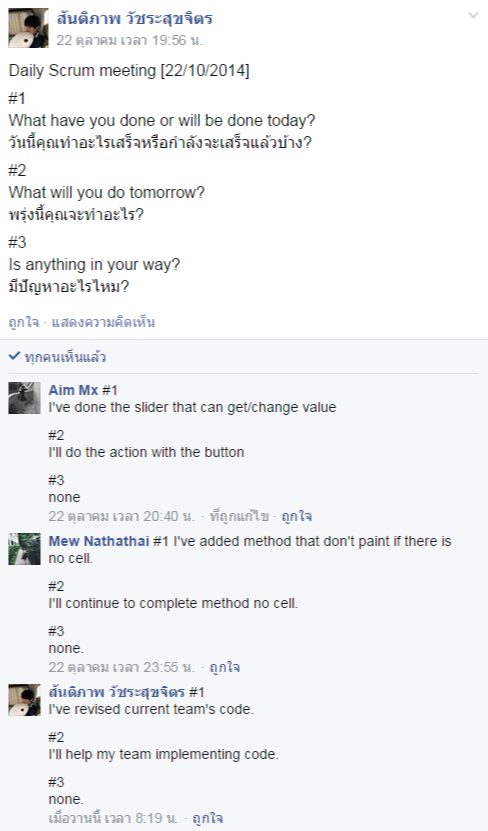 สันติภาพ วัชระสุขจิตร
22 ตุลาคม เวลา 19:56 น.
Daily Scrum meeting [22/10/2014]
#1
What have you done or will be done today?
วันนี้คุณทำอะไรเสร็จหรือกำลังจะเสร็จแล้วบ้าง?
#2
What will you do tomorrow?
พรุ่งนี้คุณจะทำอะไร?
#3
Is anything in your way?
มีปัญหาอะไรไหม?
ถูกใจ · แสดงความคิดเห็น
ทุกคนเห็นแล้ว
Aim Mx #1
I've done the slider that can get/change value
#2
I'll do the action with the button
#3
none
22 ตุลาคม เวลา 20:40 น. · ที่ถูกแก้ไข · ถูกใจ
Mew Nathathai #1 I've added method that don't paint if there is
no cell.
#2
I'll continue to complete method no cell.
#3
none.
22 ตุลาคม เวลา 23:55 น. · ถูกใจ
สันติภาพ วัชระสุขจิตร #1
I've revised current team's code.
#2
I'll help my team implementing code.
#3
none.
เมื่อวานนี้ เวลา 8:19 น. · ถูกใจ